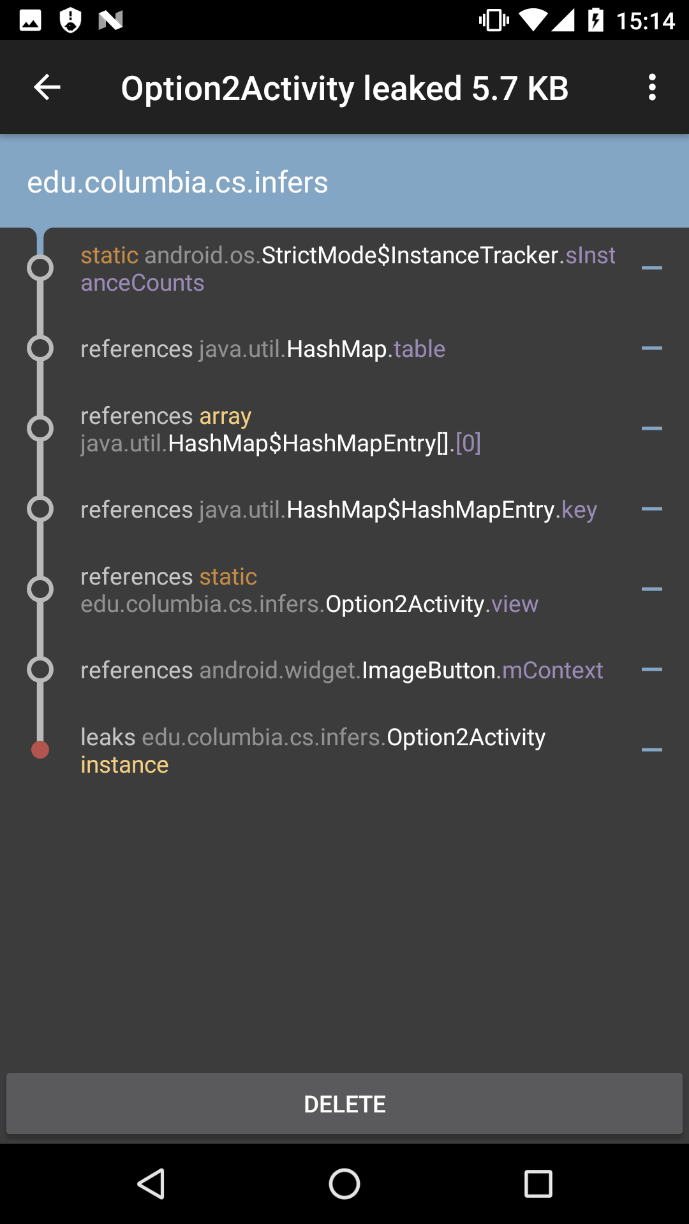 15:14
Option2Activity leaked 5.7 KB
edu.columbia.cs.infers
static android.os.StrictMode$InstanceTracker.sInst
anceCounts
references java.util.HashMap.table
references array
java.util.HashMap$HashMapEntry[].[0]
references java.util.HashMap$HashMapEntry.key
references static
edu.columbia.cs.infers.Option2Activity.view
references android.widget.ImageButton.mContext
leaks edu.columbia.cs.infers.Option2Activity
instance
DELETE